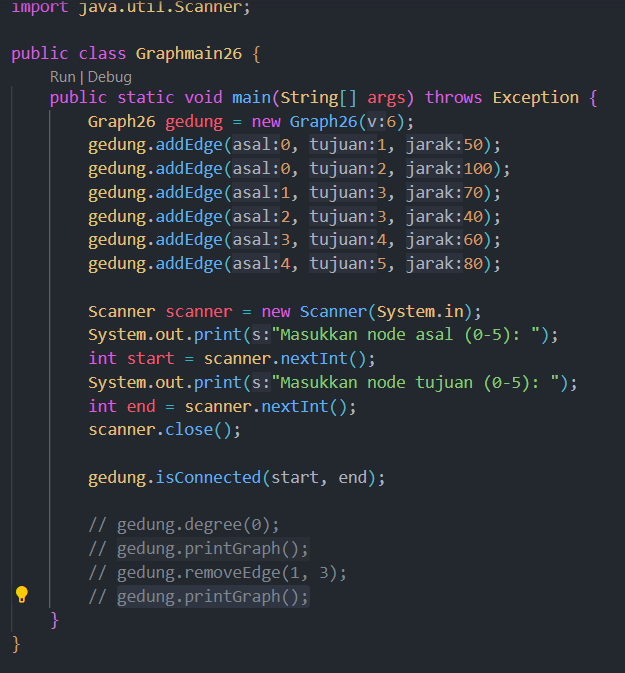 import java.util.Scanner;
public class Graphmain26 {
Run | Debug
public static void main(String[] args) throws Exception {
Graph26 gedung = new Graph26(v:6);
gedung.addEdge(asal:0, tujuan:1, jarak:50);
gedung.addEdge(asal:0, tujuan:2, jarak:100);
gedung.addEdge(asal:1, tujuan:3, jarak:70);
gedung.addEdge(asal:2, tujuan:3, jarak:40);
gedung.addEdge(asal:3, tujuan:4, jarak:60);
gedung.addEdge(asal:4, tujuan:5, jarak:80);
Scanner scanner = new Scanner(System.in);
System.out.print(s:"Masukkan node asal (0-5): ");
int start = scanner.nextInt();
System.out.print(s:"Masukkan node tujuan (0-5): ");
int end = scanner.nextInt();
scanner.close();
gedung.isConnected(start, end);
// gedung.degree(0);
// gedung.printGraph();
// gedung.removeEdge(1, 3);
// gedung.printGraph();
}
}